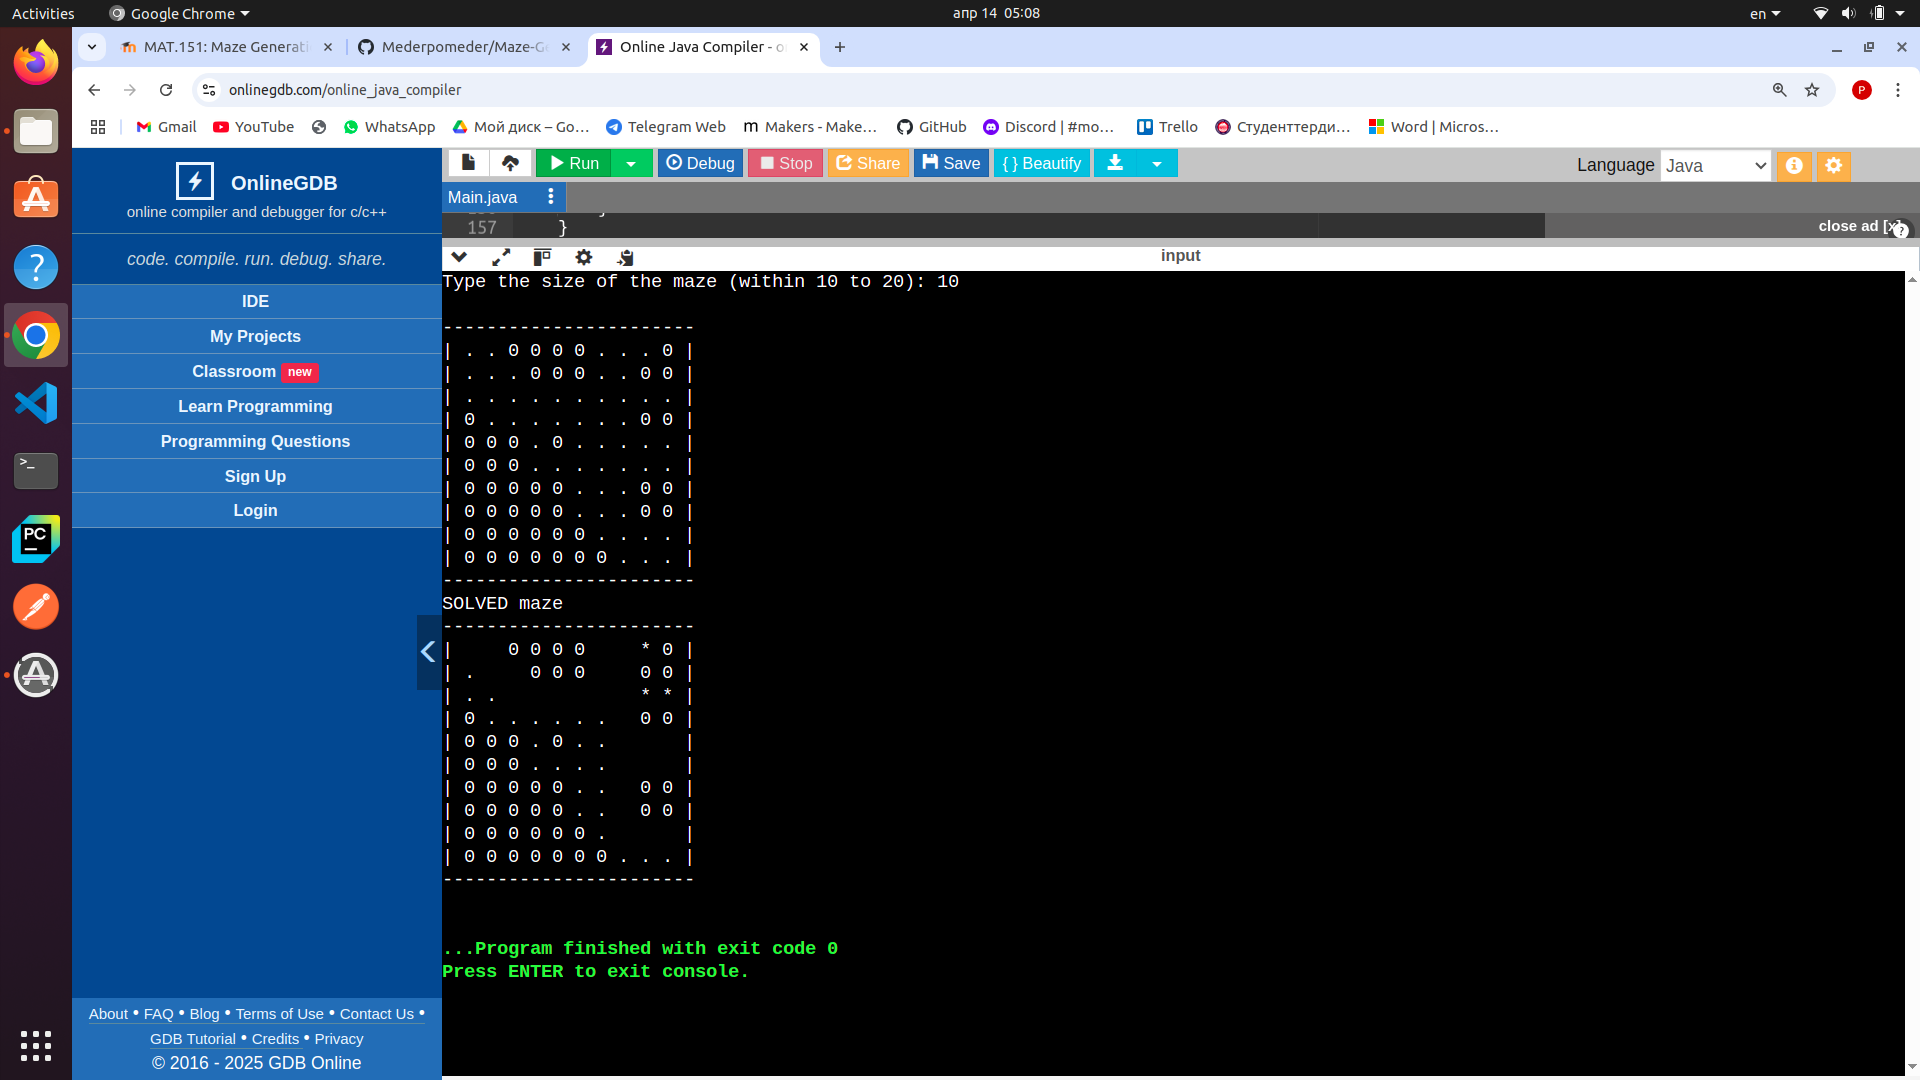 Activities Google Chrome апр 14 05:08 en
MAT.151: Maze Generati Mederpomeder/Maze-Ge Online Java Compiler - o
onlinegdb.com/online_java_compiler P
Gmail YouTube WhatsApp Мой диск – Go… Telegram Web Makers - Make… GitHub Discord | #mo… Trello Студенттерди… Word | Micros…
OnlineGDB
online compiler and debugger for c/c++
code. compile. run. debug. share.
IDE
My Projects
Classroom new
Learn Programming
Programming Questions
Sign Up
Login
About • FAQ • Blog • Terms of Use • Contact Us •
GDB Tutorial • Credits • Privacy
© 2016 - 2025 GDB Online
Run Debug Stop Share Save { } Beautify Language Java
Main.java
157 }
close ad [x]
input
Type the size of the maze (within 10 to 20): 10
-----------------------
| . . 0 0 0 0 . . . 0 |
| . . . 0 0 0 . . 0 0 |
| . . . . . . . . . . |
| 0 . . . . . . . 0 0 |
| 0 0 0 . 0 . . . . . |
| 0 0 0 . . . . . . . |
| 0 0 0 0 0 . . . 0 0 |
| 0 0 0 0 0 . . . 0 0 |
| 0 0 0 0 0 0 . . . . |
| 0 0 0 0 0 0 0 . . . |
-----------------------
SOLVED maze
-----------------------
|     0 0 0 0     * 0 |
| .     0 0 0     0 0 |
| . .             * * |
| 0 . . . . . .   0 0 |
| 0 0 0 . 0 . .       |
| 0 0 0 . . . .       |
| 0 0 0 0 0 . .   0 0 |
| 0 0 0 0 0 . .   0 0 |
| 0 0 0 0 0 0 .       |
| 0 0 0 0 0 0 0 . . . |
-----------------------
...Program finished with exit code 0
Press ENTER to exit console.